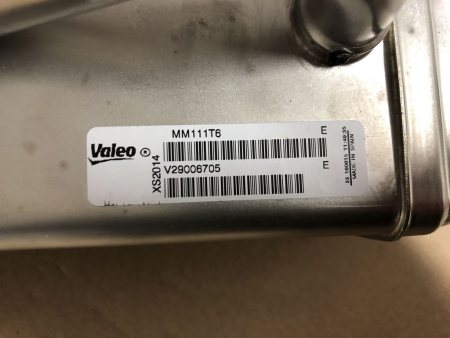 MM111T6 E
Valeo
XS2014
V29006705 E
MADE IN SPAIN